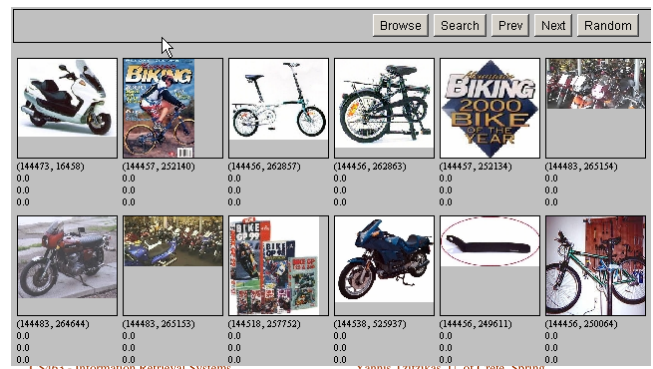 Browse Search Prev Next Random
BIKING
BIKING
2000
BIKE
OF THE
YEAR
(144473, 16458) (144457, 252140) (144456, 262857) (144456, 262863) (144457, 252134) (144483, 265154)
0.0 0.0 0.0 0.0 0.0 0.0
0.0 0.0 0.0 0.0 0.0 0.0
0.0 0.0 0.0 0.0 0.0 0.0
BIKE
BIKE
(144483, 264644) (144483, 265153) (144518, 257752) (144538, 525937) (144456, 249611) (144456, 250064)
0.0 0.0 0.0 0.0 0.0 0.0
0.0 0.0 0.0 0.0 0.0 0.0
0.0 0.0 0.0 0.0 0.0 0.0
CS463 - Information Retrieval Systems Yannis Tzitzikas, U. of Crete, Spring